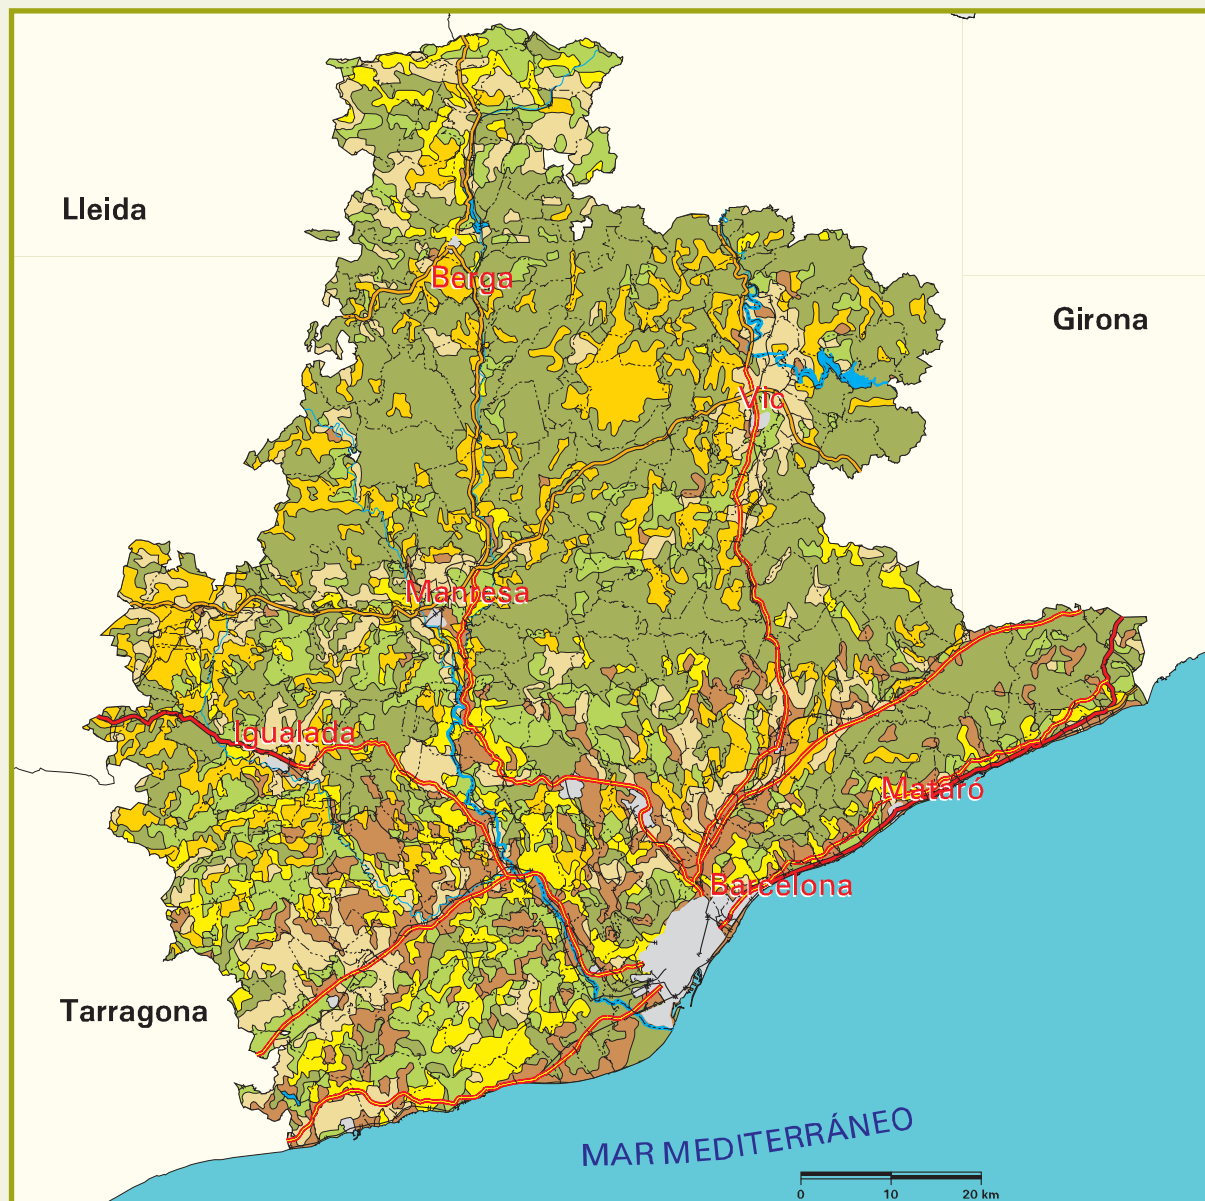 Lleida
Berga
Girona
Vic
Manresa
Igualada
Mataró
Barcelona
Tarragona
MAR MEDITERRÁNEO
0 10 20 km